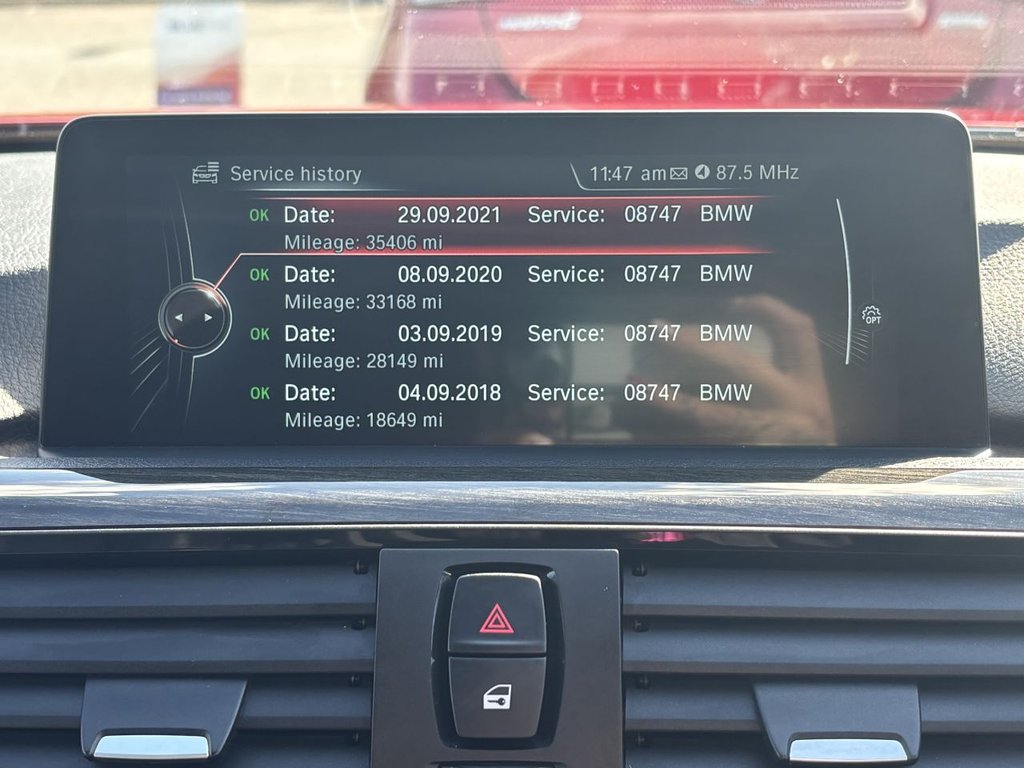 Service history 11:47 am 87.5 MHz
OK Date: 29.09.2021 Service: 08747 BMW
Mileage: 35406 mi
OK Date: 08.09.2020 Service: 08747 BMW
Mileage: 33168 mi
OK Date: 03.09.2019 Service: 08747 BMW
Mileage: 28149 mi
OPT
OK Date: 04.09.2018 Service: 08747 BMW
Mileage: 18649 mi